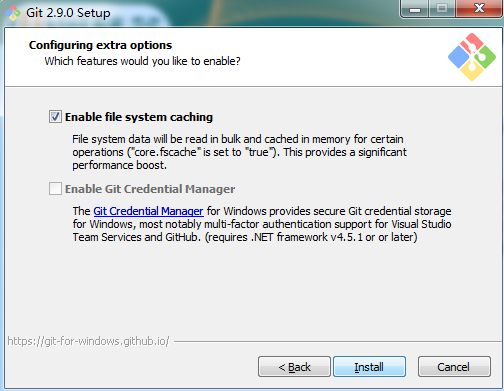 Git 2.9.0 Setup
Configuring extra options
Which features would you like to enable?
Enable file system caching
File system data will be read in bulk and cached in memory for certain
operations ("core.fscache" is set to "true"). This provides a significant
performance boost.
Enable Git Credential Manager
The Git Credential Manager for Windows provides secure Git credential storage
for Windows, most notably multi-factor authentication support for Visual Studio
Team Services and GitHub. (requires .NET framework v4.5.1 or or later)
https://git-for-windows.github.io/
< Back
Install
Cancel